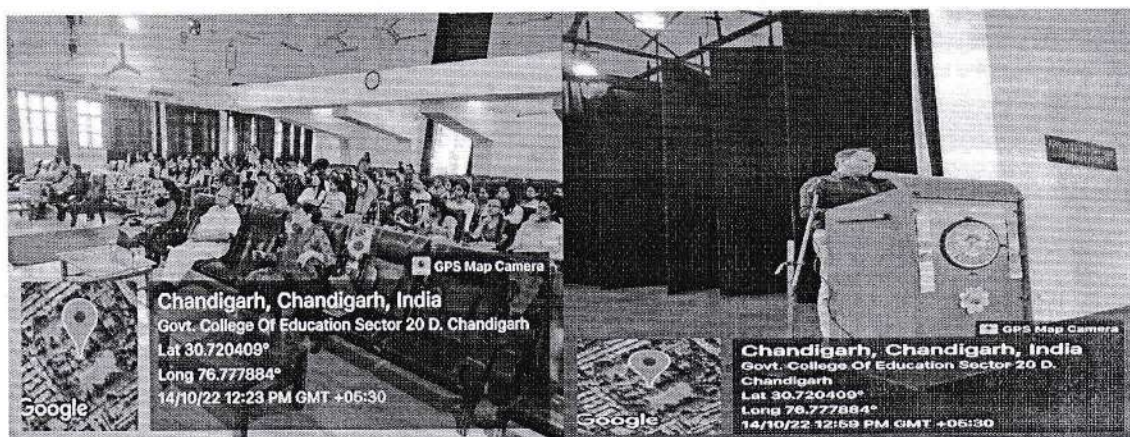 GPS Map Camera
Chandigarh, Chandigarh, India
Govt. College Of Education Sector 20 D. Chandigarh
Lat 30.720409°
Long 76.777884°
14/10/22 12:23 PM GMT +05:30
Google
GPS Map Camera
Chandigarh, Chandigarh, India
Govt. College Of Education Sector 20 D.
Chandigarh
Lat 30.720409°
Long 76.777884°
14/10/22 12:59 PM GMT +05:30
Google